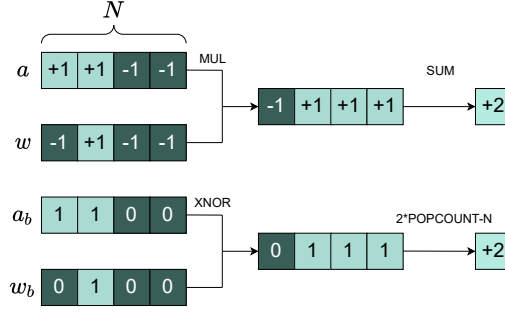 N
a +1 +1 -1 -1 MUL
-1 +1 +1 +1 SUM +2
w -1 +1 -1 -1
a_b 1 1 0 0 XNOR
0 1 1 1 2*POPCOUNT-N +2
w_b 0 1 0 0